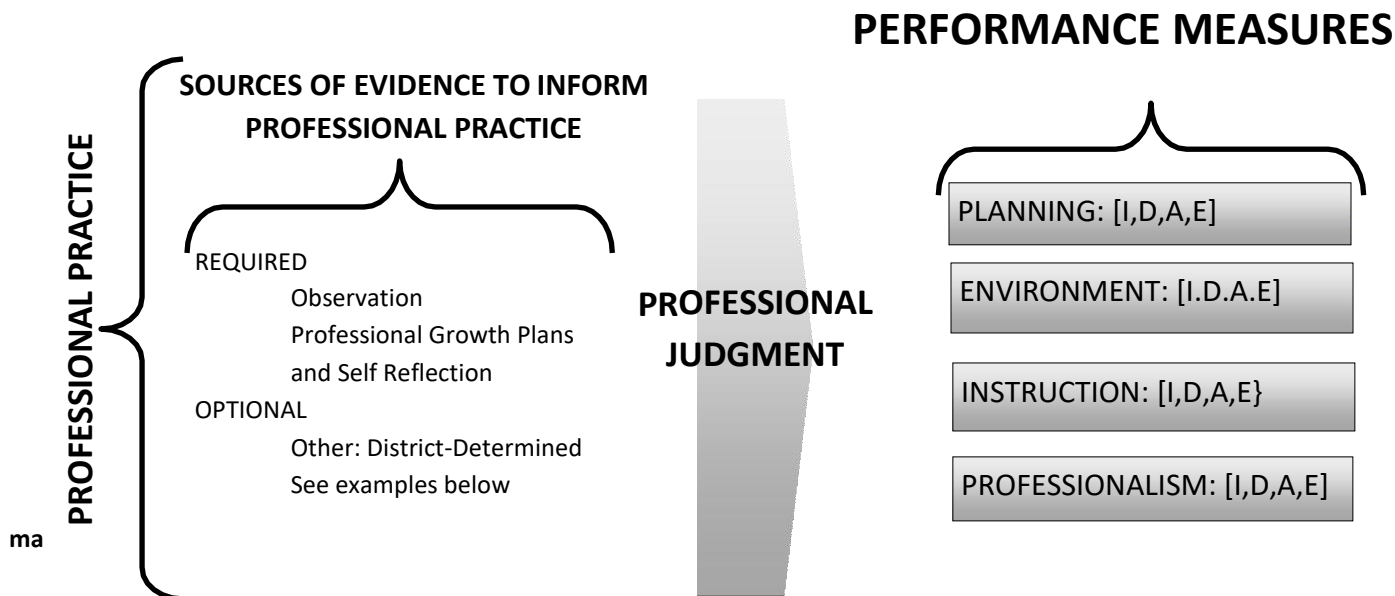 PERFORMANCE MEASURES
PROFESSIONAL PRACTICE
SOURCES OF EVIDENCE TO INFORM
PROFESSIONAL PRACTICE
REQUIRED
Observation
Professional Growth Plans
and Self Reflection
OPTIONAL
Other: District-Determined
See examples below
PROFESSIONAL
JUDGMENT
PLANNING: [I,D,A,E]
ENVIRONMENT: [I.D.A.E]
INSTRUCTION: [I,D,A,E}
PROFESSIONALISM: [I,D,A,E]
ma